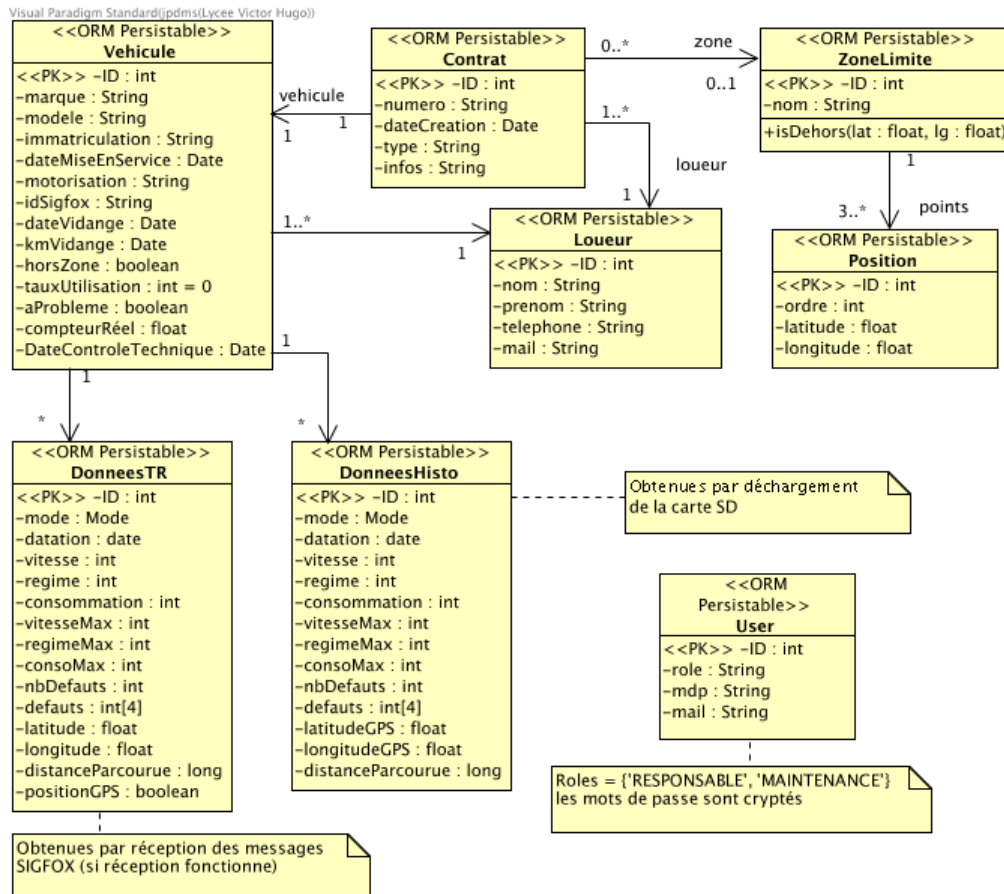 Visual Paradigm Standard(jpdms(Lycee Victor Hugo))
<<ORM Persistable>>
Vehicule
<<PK>> -ID : int
-marque : String
-modele : String
-immatriculation : String
-dateMiseEnService : Date
-motorisation : String
-idSigfox : String
-dateVidange : Date
-kmVidange : Date
-horsZone : boolean
-tauxUtilisation : int = 0
-aProbleme : boolean
-compteurRéel : float
-DateControleTechnique : Date
vehicule
1
1
<<ORM Persistable>>
Contrat
<<PK>> -ID : int
-numero : String
-dateCreation : Date
-type : String
-infos : String
0..*
zone
0..1
<<ORM Persistable>>
ZoneLimite
<<PK>> -ID : int
-nom : String
+isDehors(lat : float, lg : float)
1..*
loueur
1
1..*
1
<<ORM Persistable>>
Loueur
<<PK>> -ID : int
-nom : String
-prenom : String
-telephone : String
-mail : String
1
3..*
points
<<ORM Persistable>>
Position
<<PK>> -ID : int
-ordre : int
-latitude : float
-longitude : float
1
*
1
*
<<ORM Persistable>>
DonneesTR
<<PK>> -ID : int
-mode : Mode
-datation : date
-vitesse : int
-regime : int
-consommation : int
-vitesseMax : int
-regimeMax : int
-consoMax : int
-nbDefauts : int
-defauts : int[4]
-latitude : float
-longitude : float
-distanceParcourue : long
-positionGPS : boolean
<<ORM Persistable>>
DonneesHisto
<<PK>> -ID : int
-mode : Mode
-datation : date
-vitesse : int
-regime : int
-consommation : int
-vitesseMax : int
-regimeMax : int
-consoMax : int
-nbDefauts : int
-defauts : int[4]
-latitudeGPS : float
-longitudeGPS : float
-distanceParcourue : long
Obtenues par déchargement
de la carte SD
<<ORM
Persistable>>
User
<<PK>> -ID : int
-role : String
-mdp : String
-mail : String
Roles = {'RESPONSABLE', 'MAINTENANCE'}
les mots de passe sont cryptés
Obtenues par réception des messages
SIGFOX (si réception fonctionne)